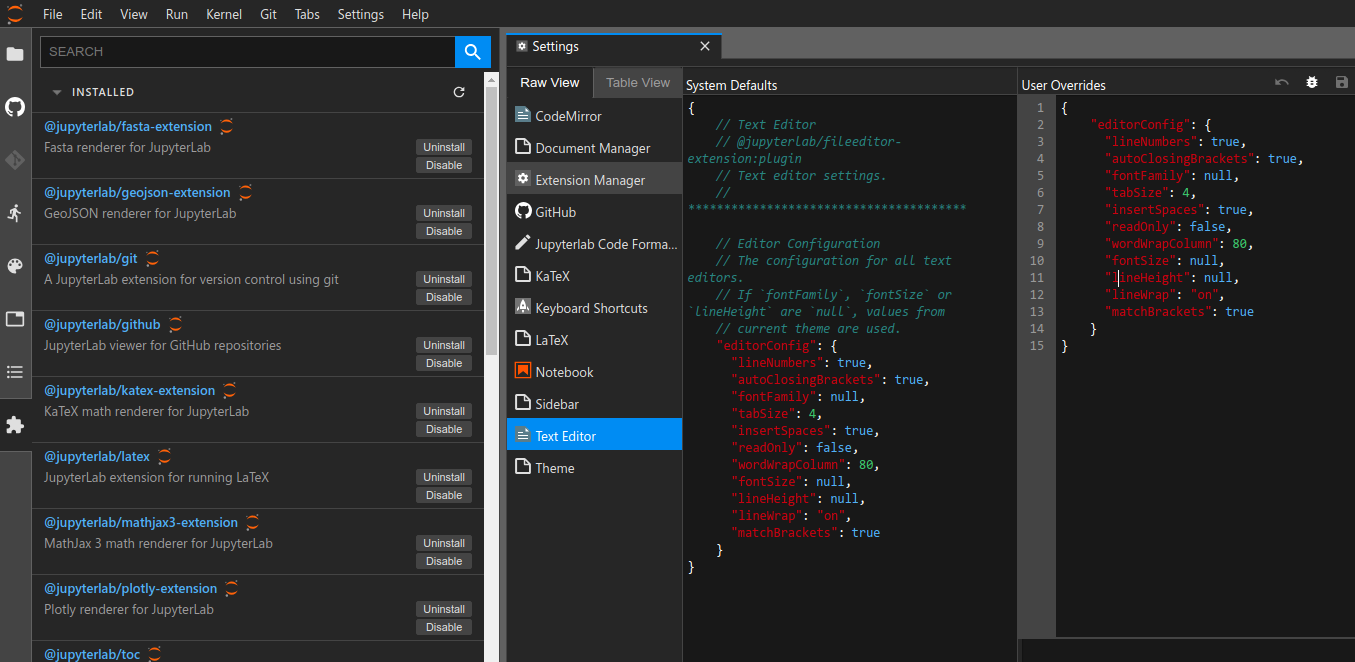 File Edit View Run Kernel Git Tabs Settings Help
SEARCH
INSTALLED
@jupyterlab/fasta-extension
Fasta renderer for JupyterLab
Uninstall
Disable
@jupyterlab/geojson-extension
GeoJSON renderer for JupyterLab
Uninstall
Disable
@jupyterlab/git
A JupyterLab extension for version control using git
Uninstall
Disable
@jupyterlab/github
JupyterLab viewer for GitHub repositories
Uninstall
Disable
@jupyterlab/katex-extension
KaTeX math renderer for JupyterLab
Uninstall
Disable
@jupyterlab/latex
JupyterLab extension for running LaTeX
Uninstall
Disable
@jupyterlab/mathjax3-extension
MathJax 3 math renderer for JupyterLab
Uninstall
Disable
@jupyterlab/plotly-extension
Plotly renderer for JupyterLab
Uninstall
Disable
@jupyterlab/toc
Settings
Raw View Table View
CodeMirror
Document Manager
Extension Manager
GitHub
Jupyterlab Code Forma...
KaTeX
Keyboard Shortcuts
LaTeX
Notebook
Sidebar
Text Editor
Theme
System Defaults
{
// Text Editor
// @jupyterlab/fileeditor-
extension:plugin
// Text editor settings.
//
***************************************
// Editor Configuration
// The configuration for all text
editors.
// If `fontFamily`, `fontSize` or
`lineHeight` are `null`, values from
// current theme are used.
"editorConfig": {
"lineNumbers": true,
"autoClosingBrackets": true,
"fontFamily": null,
"tabSize": 4,
"insertSpaces": true,
"readOnly": false,
"wordWrapColumn": 80,
"fontSize": null,
"lineHeight": null,
"lineWrap": "on",
"matchBrackets": true
}
}
User Overrides
1 {
2 "editorConfig": {
3 "lineNumbers": true,
4 "autoClosingBrackets": true,
5 "fontFamily": null,
6 "tabSize": 4,
7 "insertSpaces": true,
8 "readOnly": false,
9 "wordWrapColumn": 80,
10 "fontSize": null,
11 "lineHeight": null,
12 "lineWrap": "on",
13 "matchBrackets": true
14 }
15 }